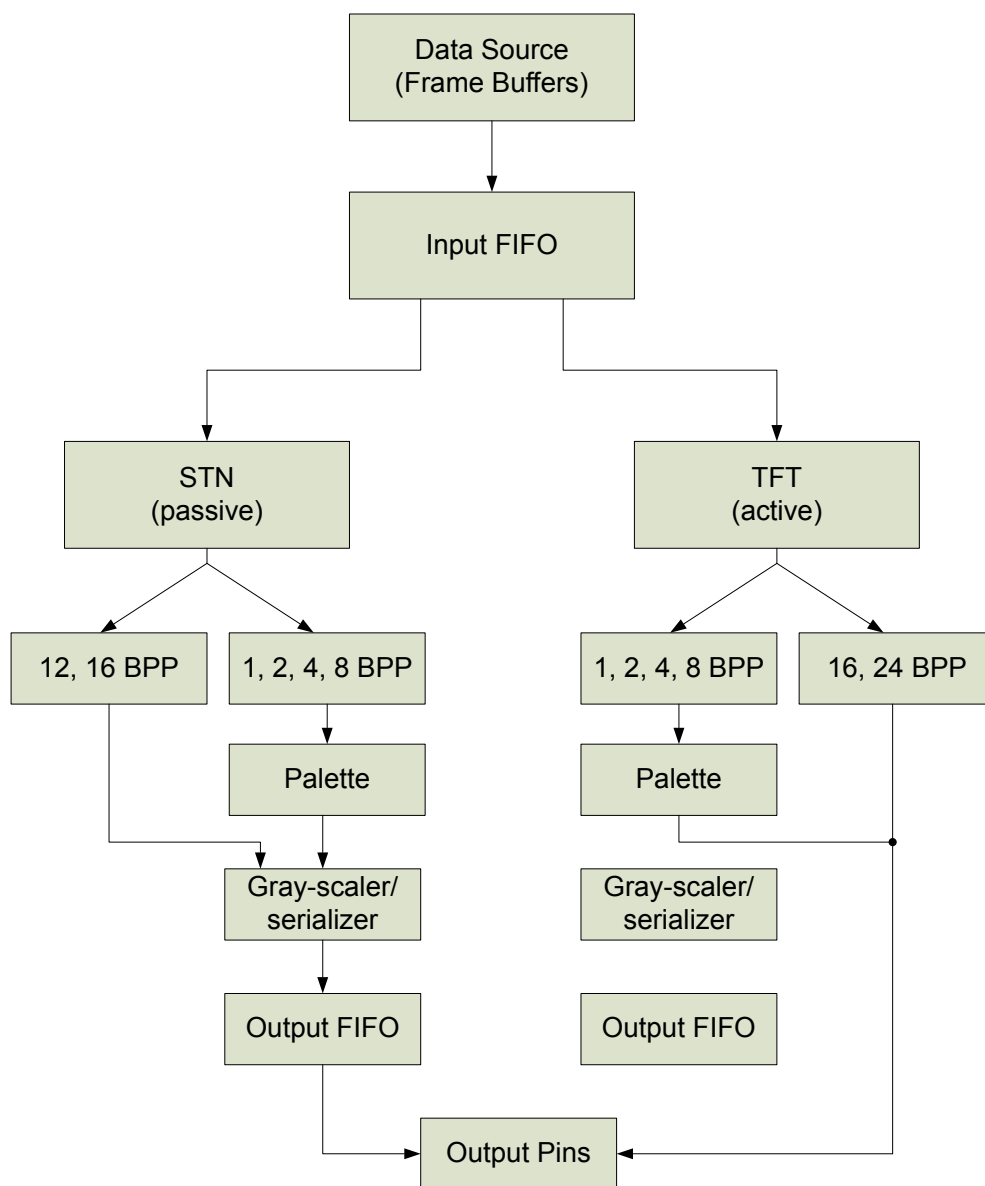 Data Source
(Frame Buffers)
Input FIFO
STN
(passive)
TFT
(active)
12, 16 BPP
1, 2, 4, 8 BPP
1, 2, 4, 8 BPP
16, 24 BPP
Palette
Palette
Gray-scaler/
serializer
Gray-scaler/
serializer
Output FIFO
Output FIFO
Output Pins